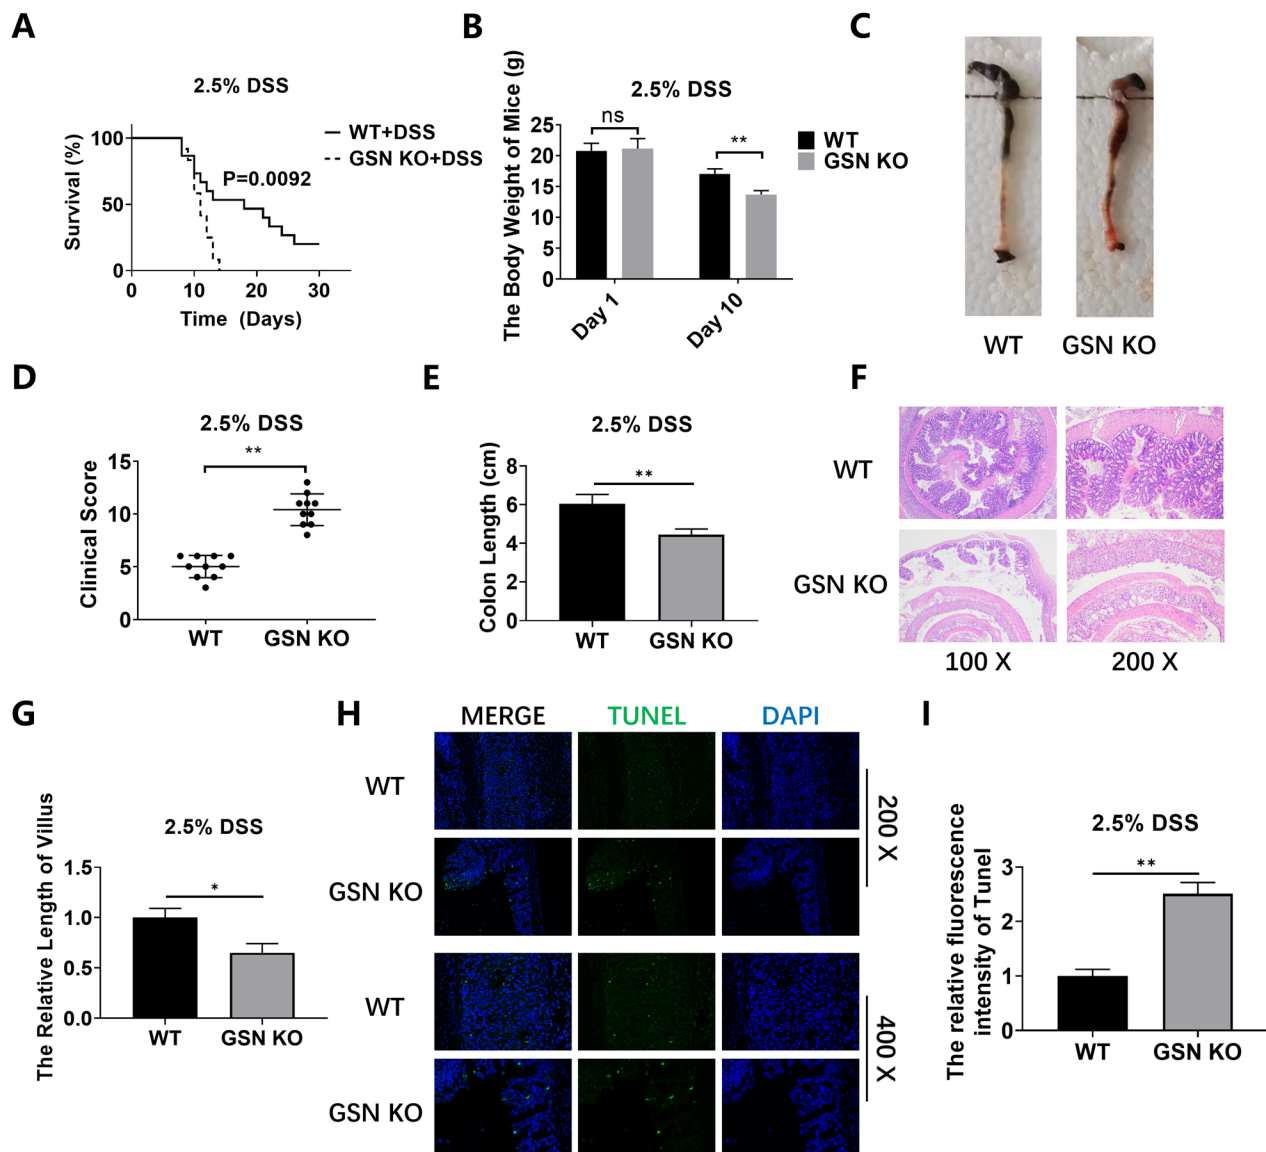 A
2.5% DSS
Survival (%)
100
50
0
0 10 20 30
Time (Days)
WT+DSS
GSN KO+DSS
P=0.0092
B
2.5% DSS
The Body Weight of Mice (g)
25
20
15
10
5
0
ns
**
Day 1
Day 10
WT
GSN KO
C
WT GSN KO
D
2.5% DSS
Clinical Score
15
10
5
0
**
WT GSN KO
E
2.5% DSS
Colon Length (cm)
8
6
4
2
0
**
WT GSN KO
F
WT
GSN KO
100 X 200 X
G
2.5% DSS
The Relative Length of Villus
1.5
1.0
0.5
0.0
*
WT GSN KO
H
MERGE TUNEL DAPI
WT
GSN KO
200 X
WT
GSN KO
400 X
I
2.5% DSS
The relative fluorescence
intensity of Tunel
3
2
1
0
**
WT GSN KO